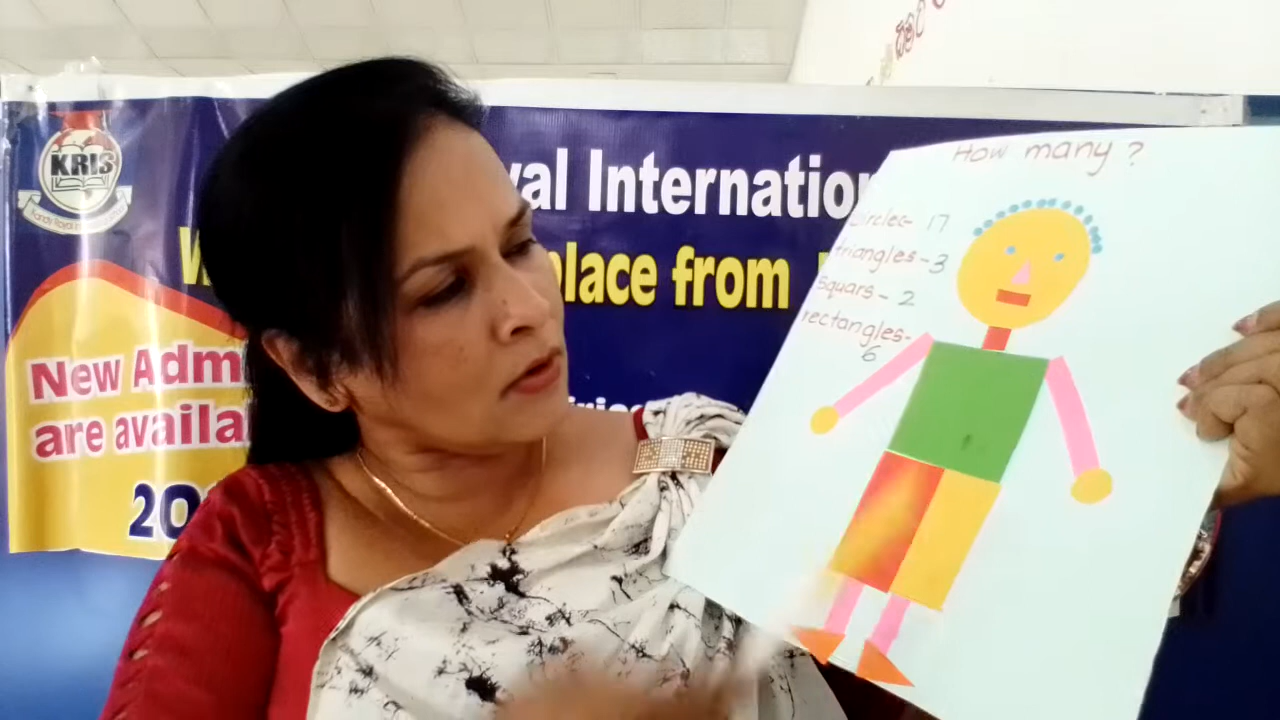 KRIS
val Internation
place from
New Adm
are availa
20
How many ?
circles- 17
triangles-3
squars- 2
rectangles-
6